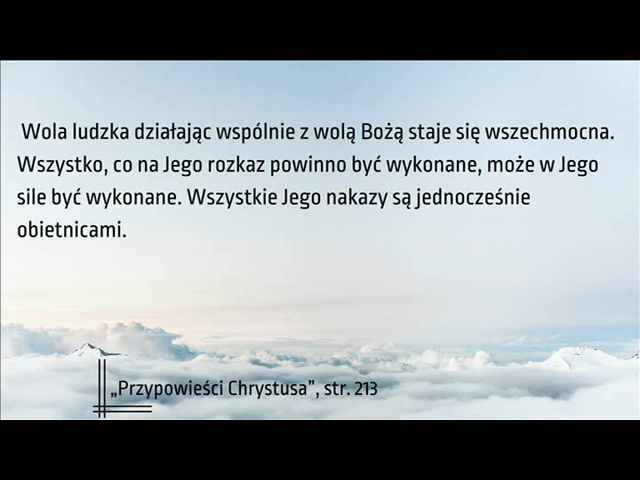 Wola ludzka działając wspólnie z wolą Bożą staje się wszechmocna.
Wszystko, co na Jego rozkaz powinno być wykonane, może w Jego
sile być wykonane. Wszystkie Jego nakazy są jednocześnie
obietnicami.
„Przypowieści Chrystusa”, str. 213